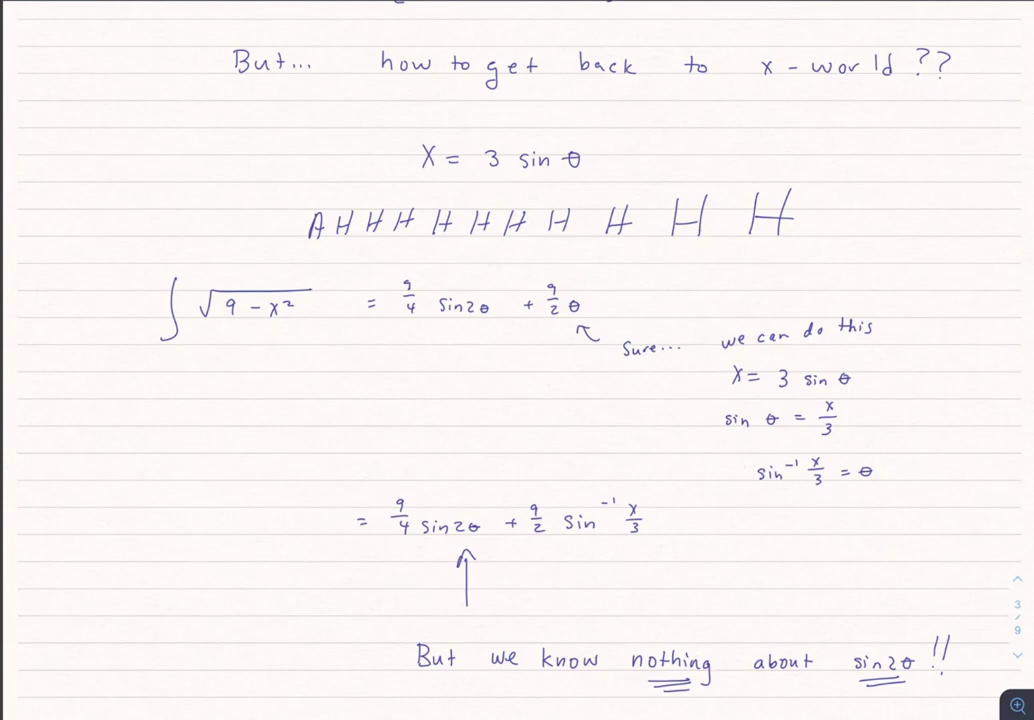 But... how to get back to x - world ??
X = 3 sin θ
AHHHHHHHHHH
∫ √(9 - x²) = 9/4 sin2θ + 9/2 θ
Sure... we can do this
X = 3 sin θ
sin θ = x/3
sin⁻¹ x/3 = θ
= 9/4 sin2θ + 9/2 sin⁻¹ x/3
But we know nothing about sin2θ !!
3
/
9